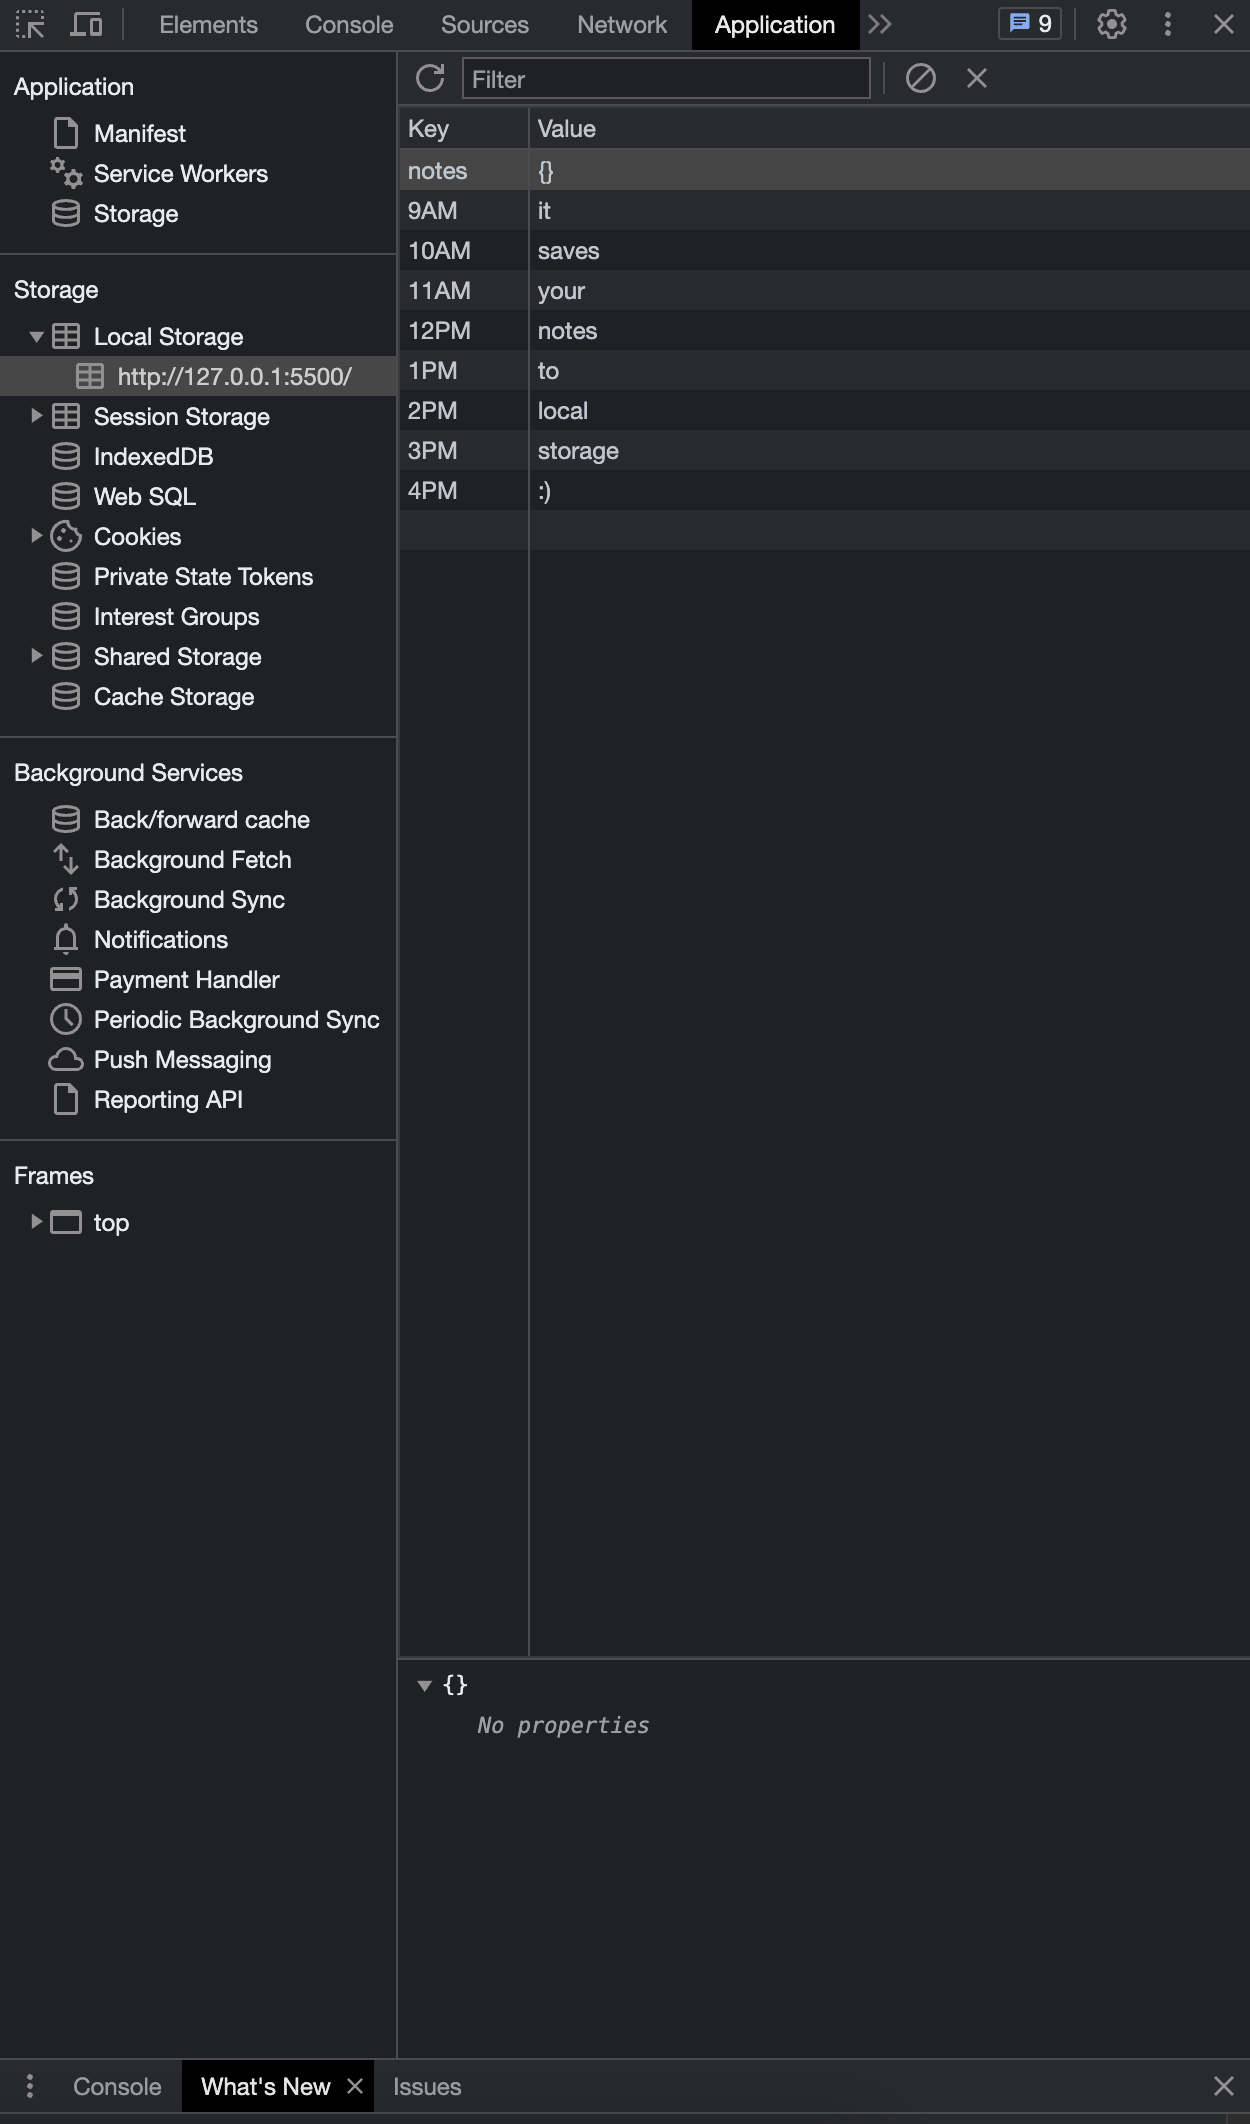 Elements Console Sources Network Application 9
Application
Manifest
Service Workers
Storage
Storage
Local Storage
http://127.0.0.1:5500/
Session Storage
IndexedDB
Web SQL
Cookies
Private State Tokens
Interest Groups
Shared Storage
Cache Storage
Background Services
Back/forward cache
Background Fetch
Background Sync
Notifications
Payment Handler
Periodic Background Sync
Push Messaging
Reporting API
Frames
top
Filter
Key Value
notes {}
9AM it
10AM saves
11AM your
12PM notes
1PM to
2PM local
3PM storage
4PM :)
{}
No properties
Console What's New Issues